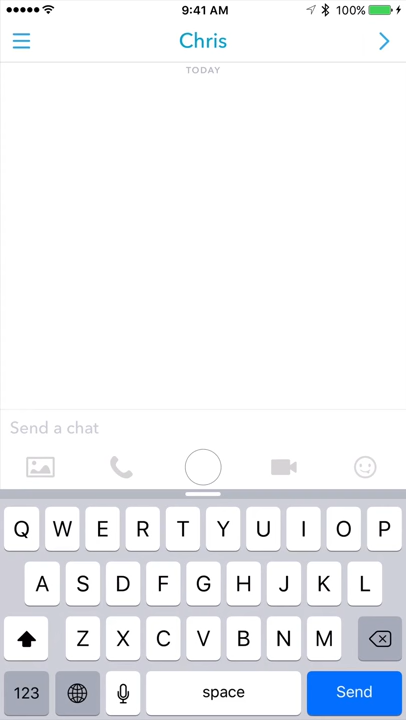 9:41 AM 100%
Chris
TODAY
Send a chat
Q W E R T Y U I O P
A S D F G H J K L
Z X C V B N M
123 space Send